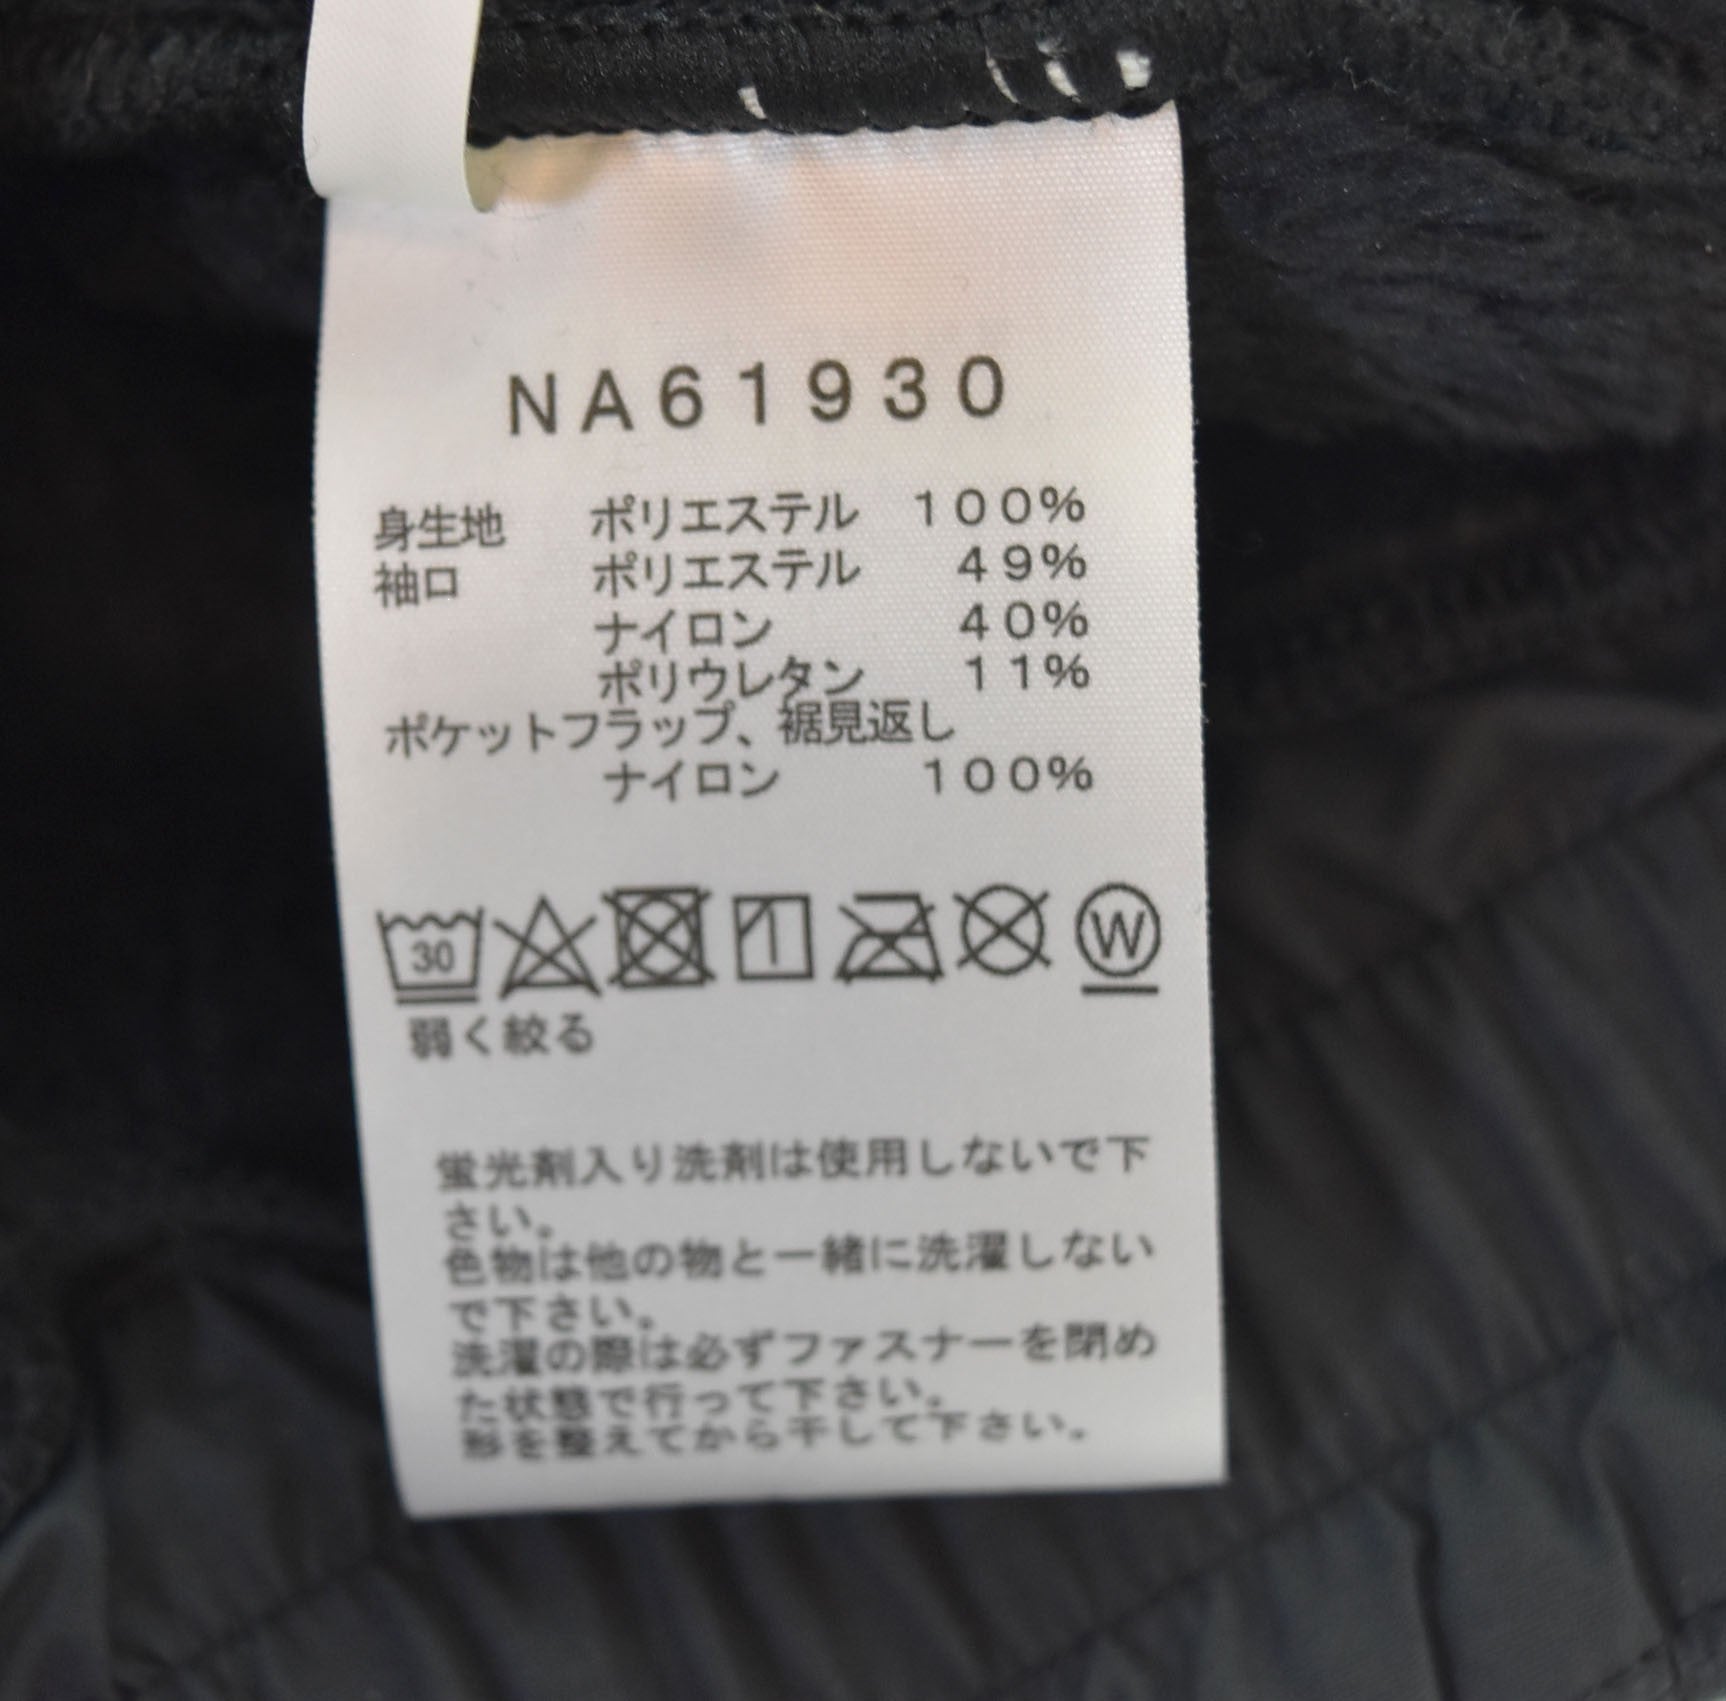 NA61930
身生地 ポリエステル 100%
袖口 ポリエステル 49%
ナイロン 40%
ポリウレタン 11%
ポケットフラップ、裾見返し
ナイロン 100%
30
W
弱く絞る
蛍光剤入り洗剤は使用しないで下
さい。
色物は他の物と一緒に洗濯しない
で下さい。
洗濯の際は必ずファスナーを閉め
た状態で行って下さい。
形を整えてから干して下さい。